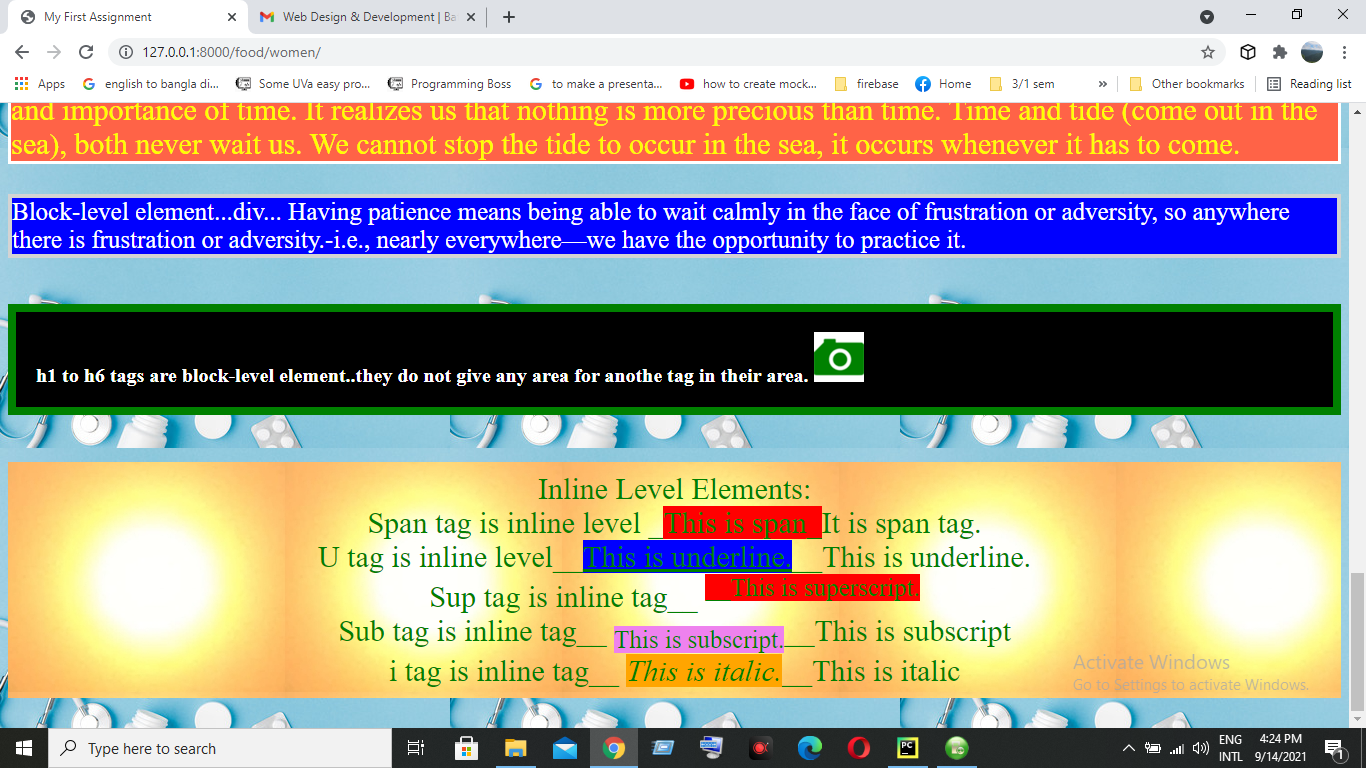 My First Assignment
Web Design & Development | Ba
127.0.0.1:8000/food/women/
Apps
english to bangla di...
Some UVa easy pro...
Programming Boss
to make a presenta...
how to create mock...
firebase
Home
3/1 sem
»
Other bookmarks
Reading list
and importance of time. It realizes us that nothing is more precious than time. Time and tide (come out in the
sea), both never wait us. We cannot stop the tide to occur in the sea, it occurs whenever it has to come.
Block-level element...div... Having patience means being able to wait calmly in the face of frustration or adversity, so anywhere
there is frustration or adversity.-i.e., nearly everywhere—we have the opportunity to practice it.
h1 to h6 tags are block-level element..they do not give any area for anothe tag in their area.
Inline Level Elements:
Span tag is inline level _This is span_It is span tag.
U tag is inline level__This is underline.__This is underline.
Sup tag is inline tag__ __This is superscript.
Sub tag is inline tag__ This is subscript.__This is subscript
i tag is inline tag__ This is italic.__This is italic
Activate Windows
Go to Settings to activate Windows.
Type here to search
PC
ENG
INTL
4:24 PM
9/14/2021
1